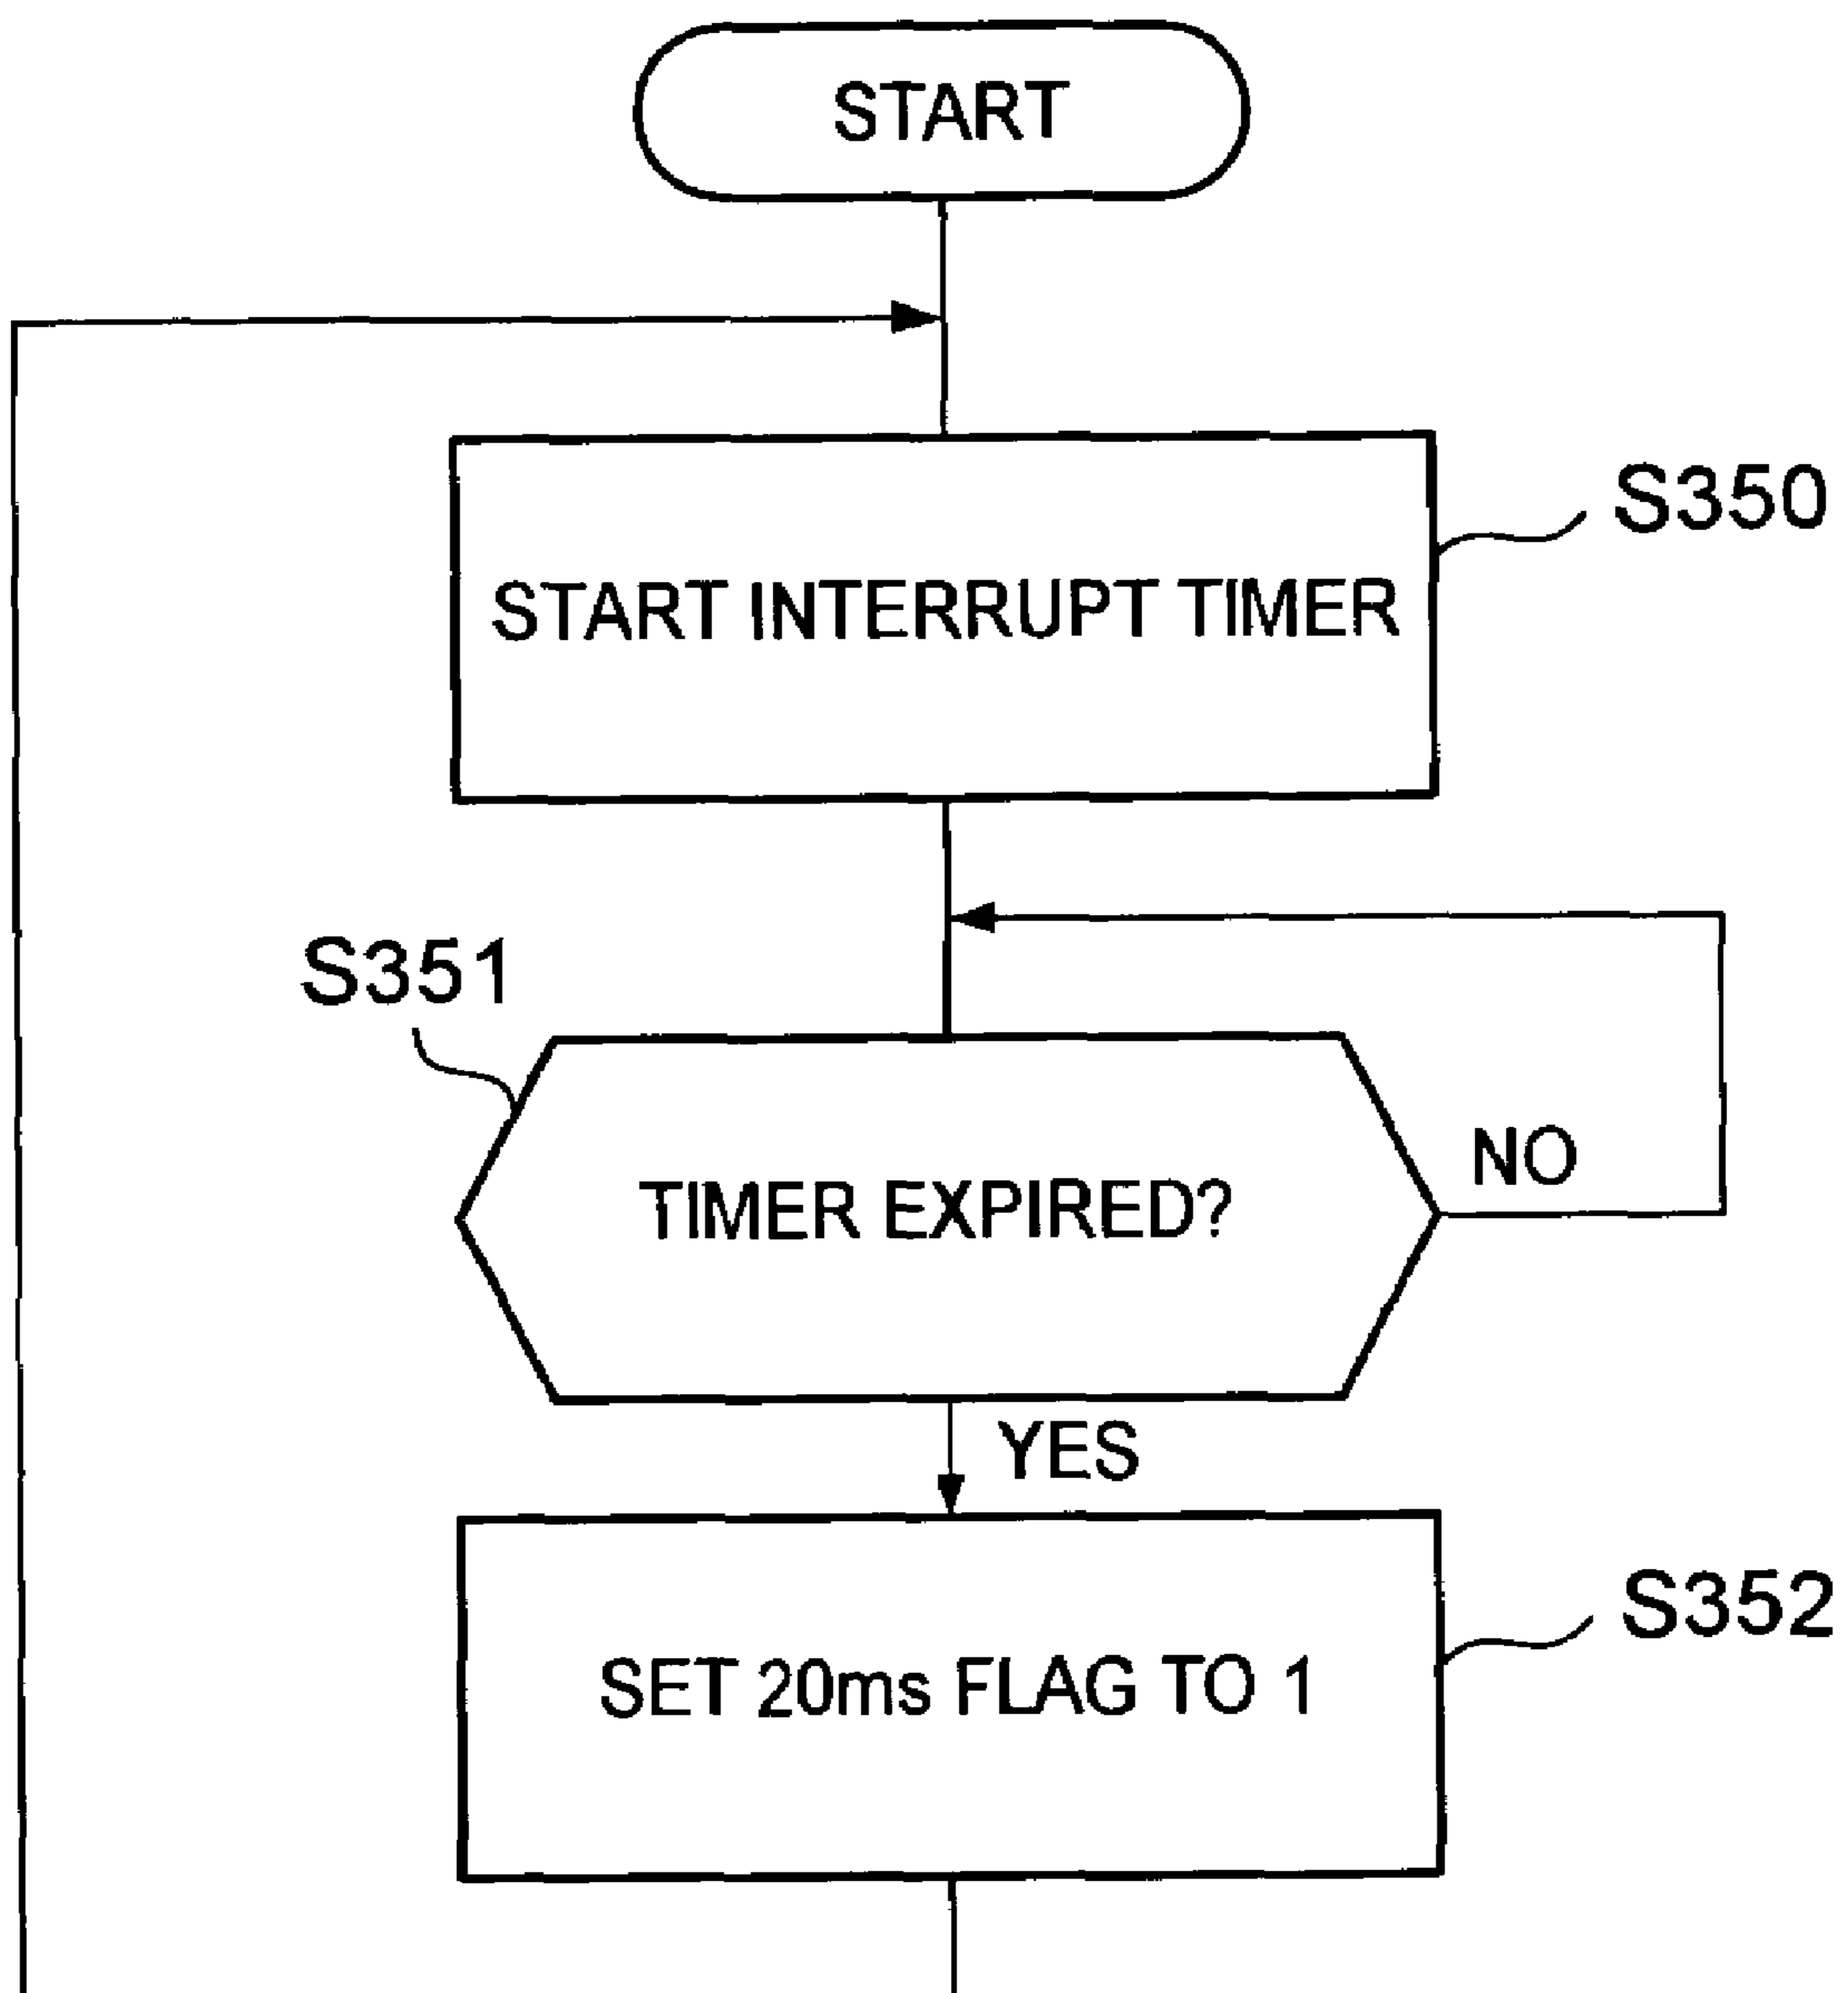 START
S350
START INTERRUPT TIMER
S351
NO
TIMER EXPIRED?
YES
S352
SET 20ms FLAG TO 1